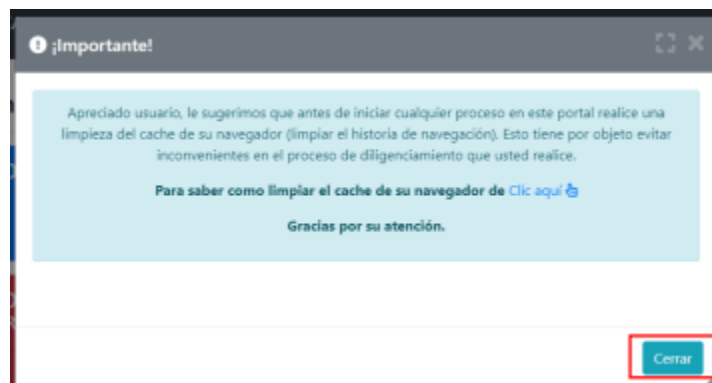 ¡Importante!
Apreciado usuario, le sugerimos que antes de iniciar cualquier proceso en este portal realice una
limpieza del cache de su navegador (limpiar el historia de navegación). Esto tiene por objeto evitar
inconvenientes en el proceso de diligenciamiento que usted realice.
Para saber como limpiar el cache de su navegador de Clic aquí
Gracias por su atención.
Cerrar